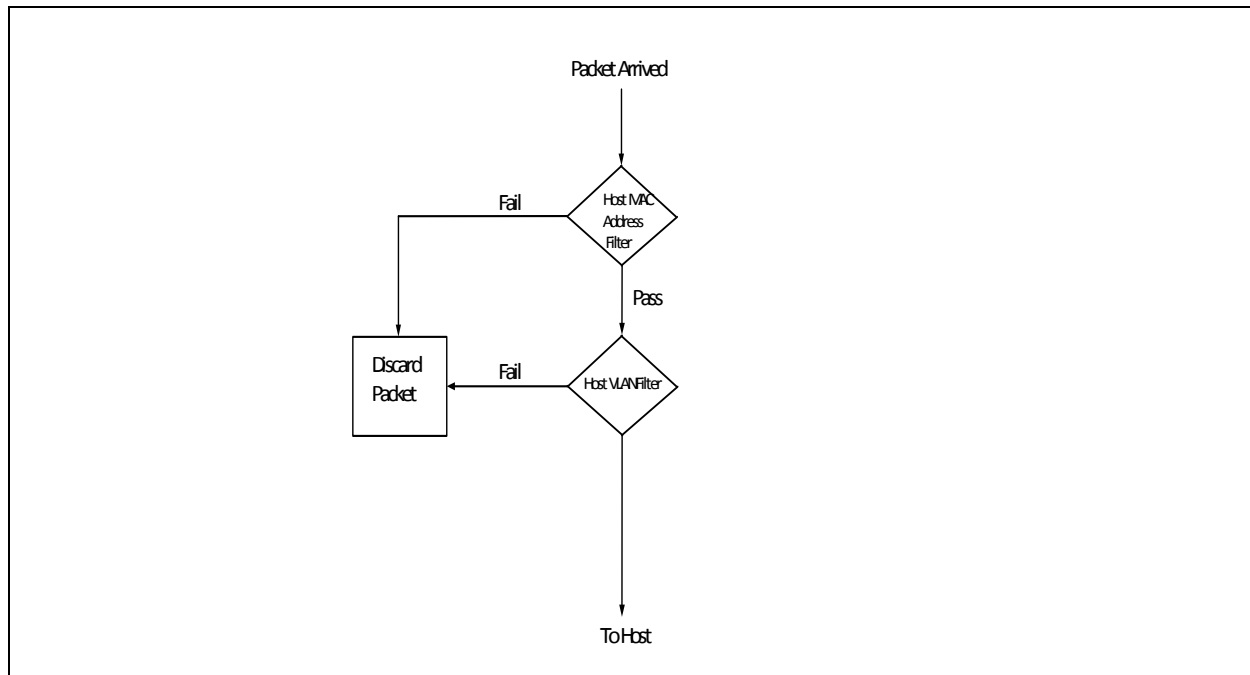 Packet Arrived
Fail
Host MAC
Address
Filter
Pass
Discard
Packet
Fail
Host VLAN Filter
To Host